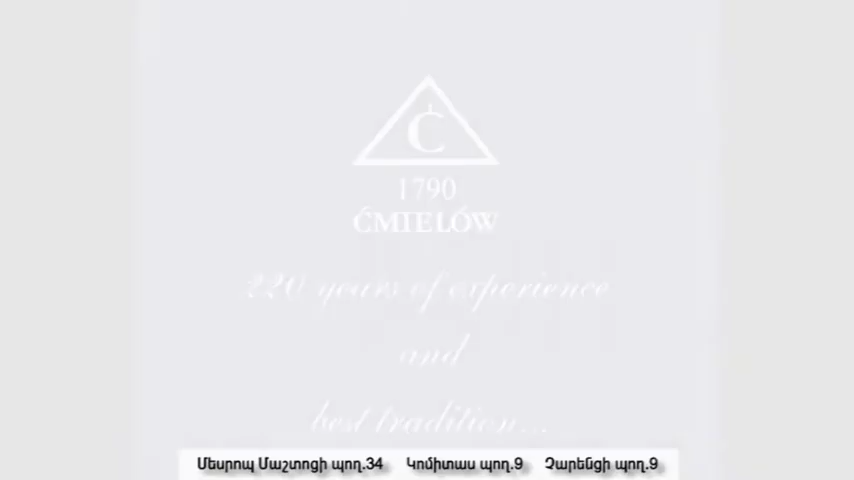 Ć
1790
ĆMIELÓW
220 years of experience
and
best tradition...
Մեսրոպ Մաշտոցի պող.34 Կոմիտաս պող.9 Չարենցի պող.9